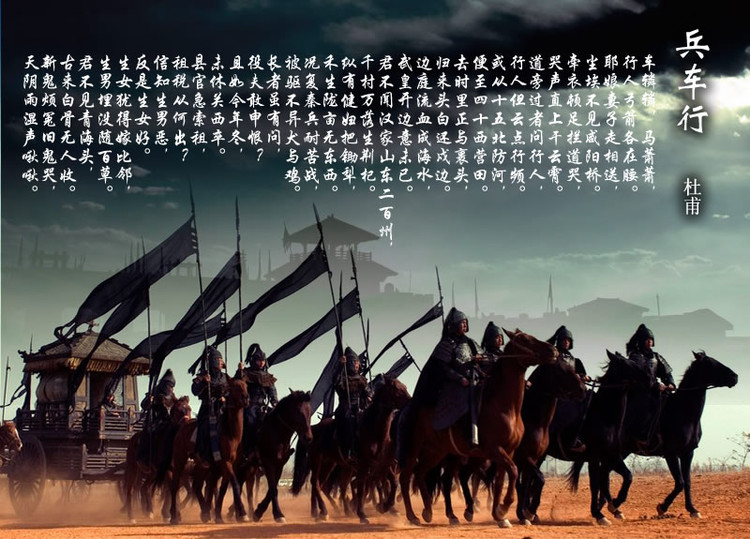 兵车行
杜甫
车辚辚，马萧萧，
行人弓箭各在腰。
耶娘妻子走相送，
尘埃不见咸阳桥。
牵衣顿足拦道哭，
哭声直上干云霄。
道旁过者问行人，
行人但云点行频。
或从十五北防河，
便至四十西营田。
去时里正与裹头，
归来头白还戍边。
边庭流血成海水，
武皇开边意未已。
君不闻汉家山东二百州！
千村万落生荆杞。
纵有健妇把锄犁，
禾生陇亩无东西。
况复秦兵耐苦战，
被驱不异犬与鸡。
长者虽有问，
役夫敢申恨？
且如今年冬，
未休关西卒。
县官急索租，
租税从何出？
信知生男恶，
反是生女好。
生女犹得嫁比邻，
生男埋没随百草。
君不见青海头，
古来白骨无人收。
新鬼烦冤旧鬼哭，
天阴雨湿声啾啾。